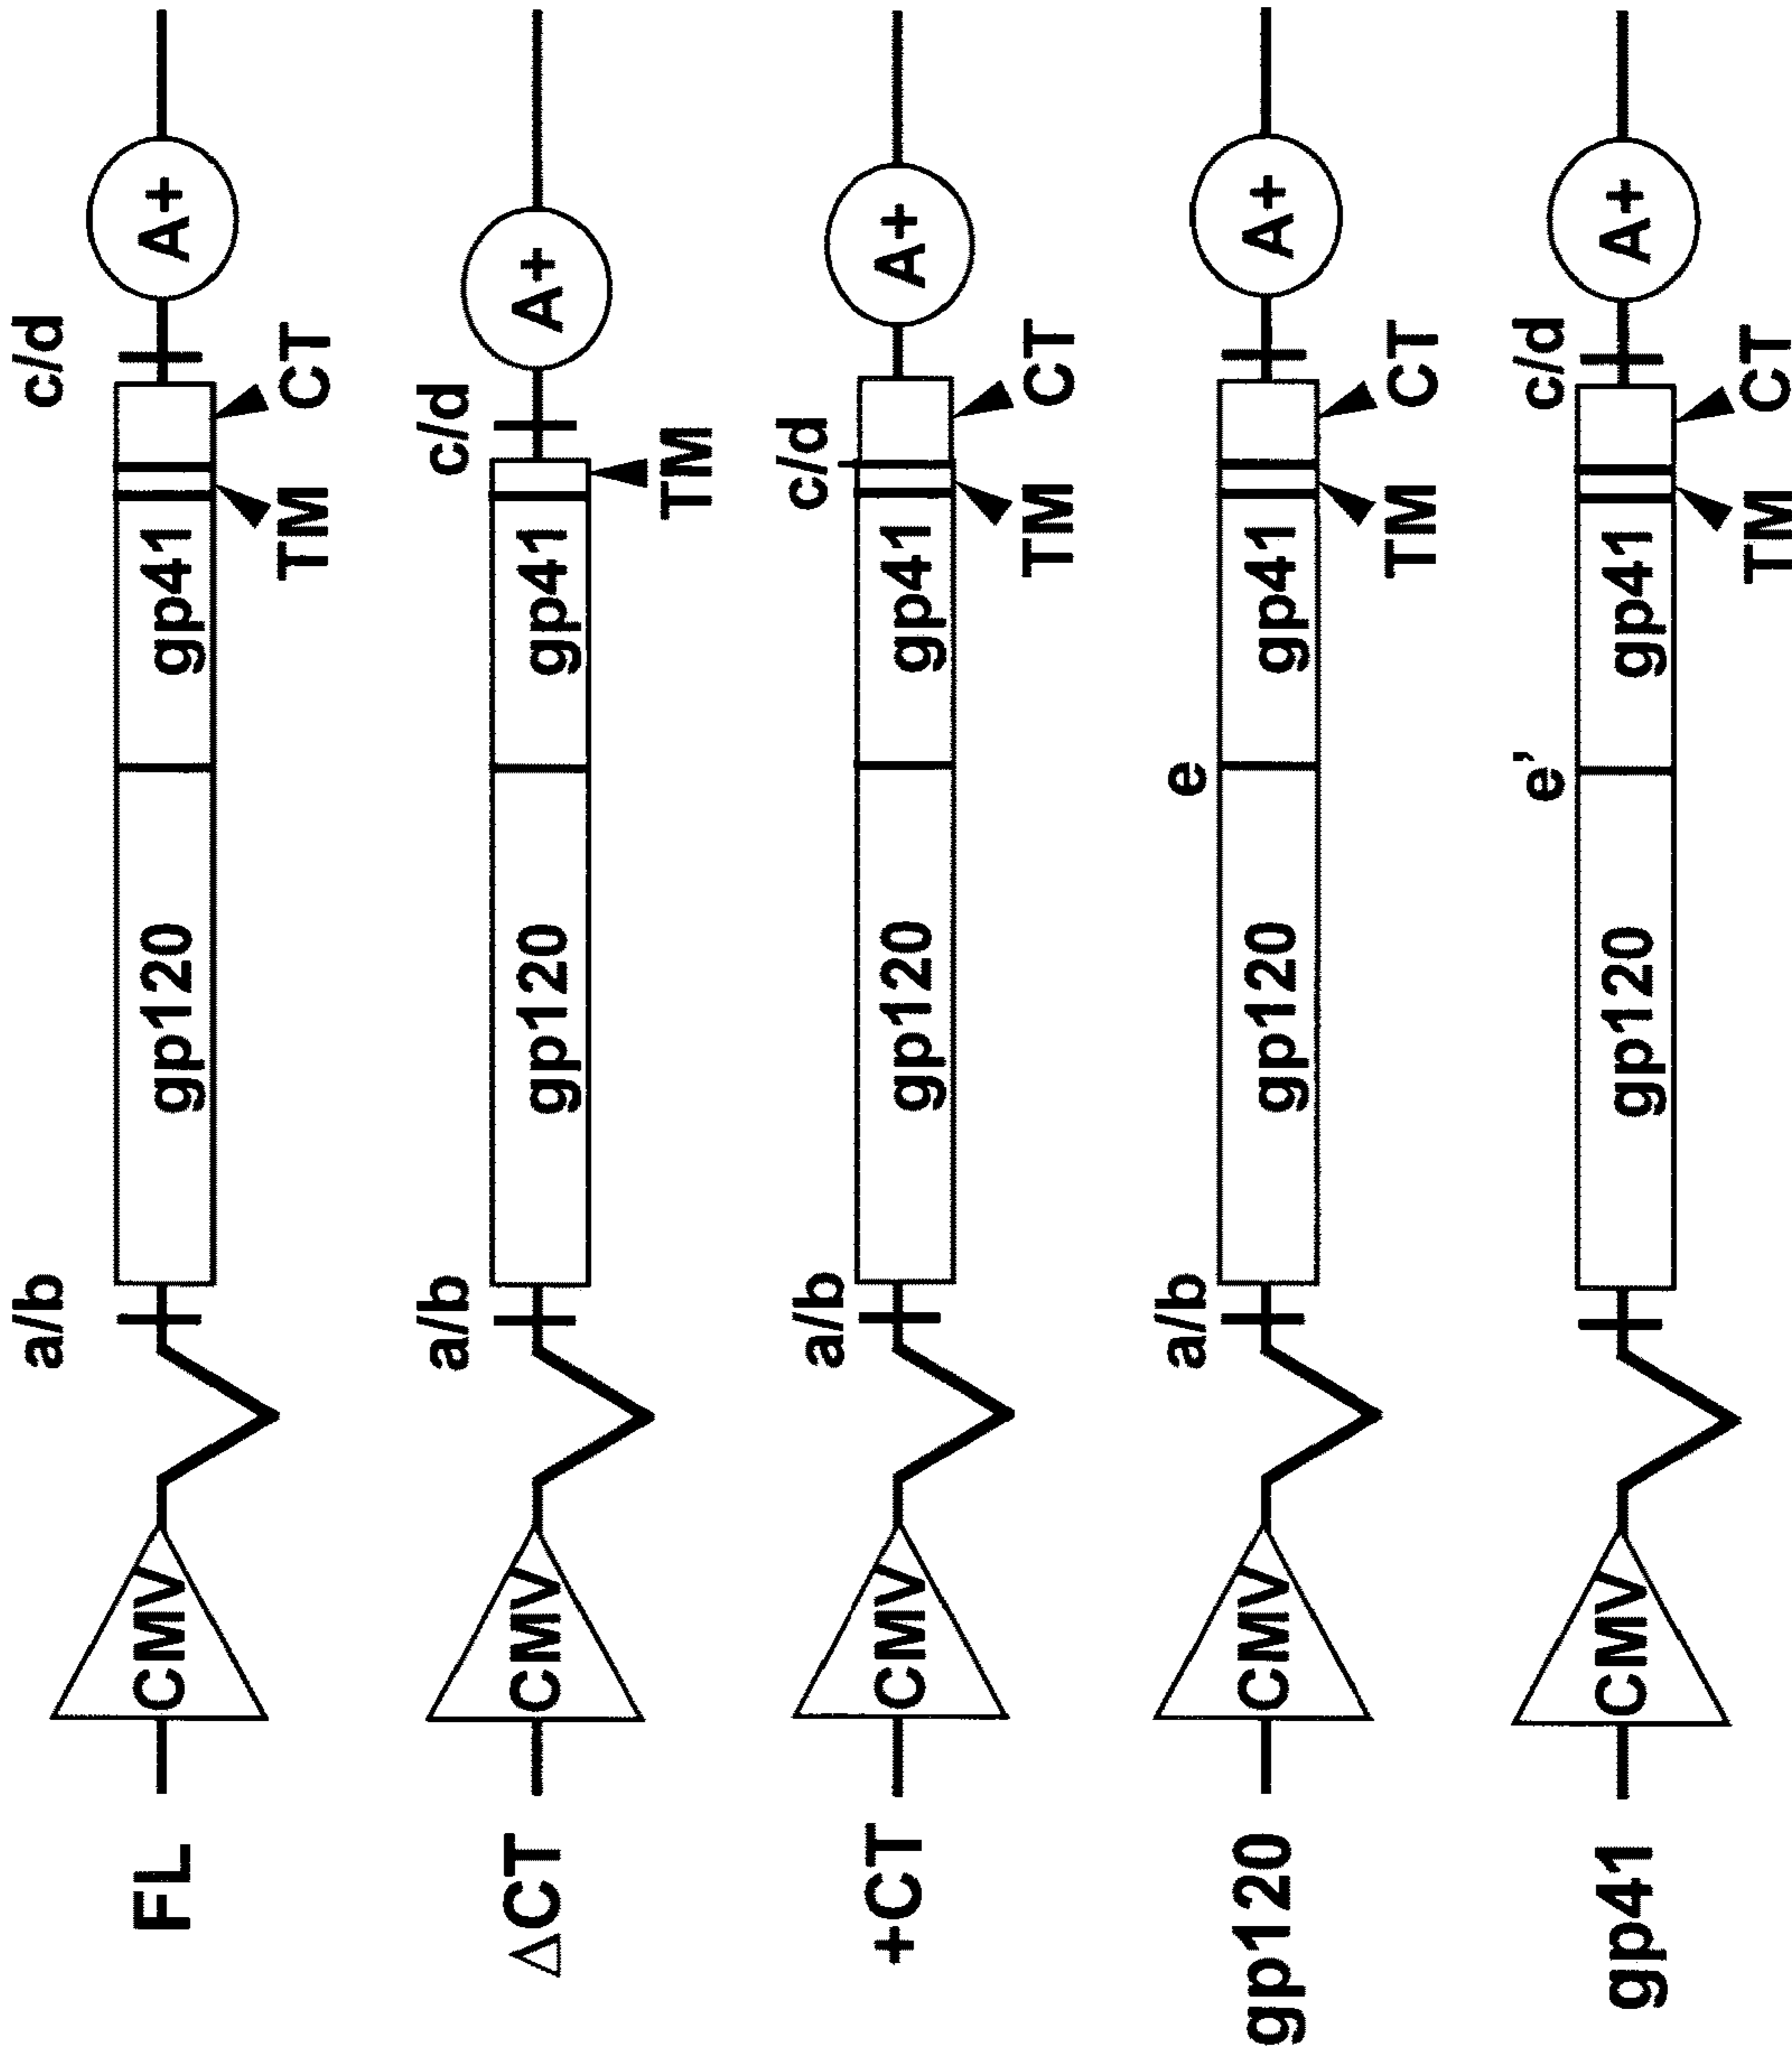 FL CMV a/b gp120 gp41 TM CT c/d A+
△CT CMV a/b gp120 gp41 TM c/d A+
+CT CMV a/b gp120 gp41 c/d TM CT A+
gp120 CMV a/b gp120 e gp41 TM CT A+
gp41 CMV gp120 e’ gp41 TM CT c/d A+